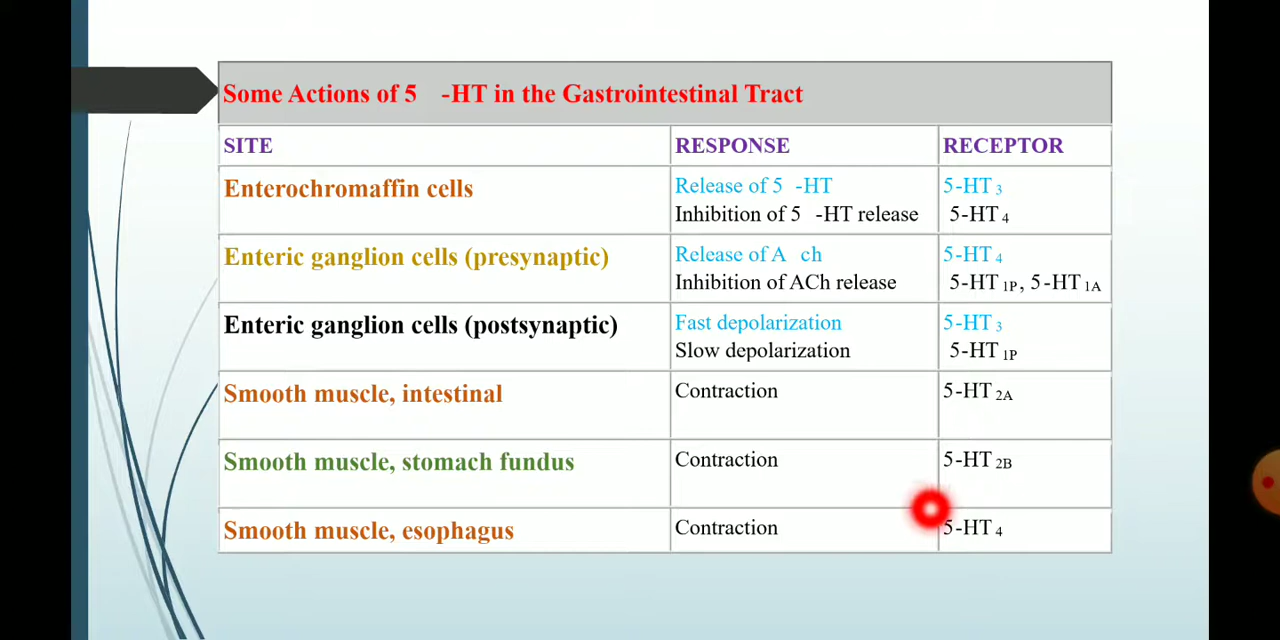 Some Actions of 5 -HT in the Gastrointestinal Tract
SITE RESPONSE RECEPTOR
Enterochromaffin cells Release of 5 -HT 5-HT 3
Inhibition of 5 -HT release 5-HT 4
Enteric ganglion cells (presynaptic) Release of A ch 5-HT 4
Inhibition of ACh release 5-HT 1P, 5-HT 1A
Enteric ganglion cells (postsynaptic) Fast depolarization 5-HT 3
Slow depolarization 5-HT 1P
Smooth muscle, intestinal Contraction 5-HT 2A
Smooth muscle, stomach fundus Contraction 5-HT 2B
Smooth muscle, esophagus Contraction 5-HT 4